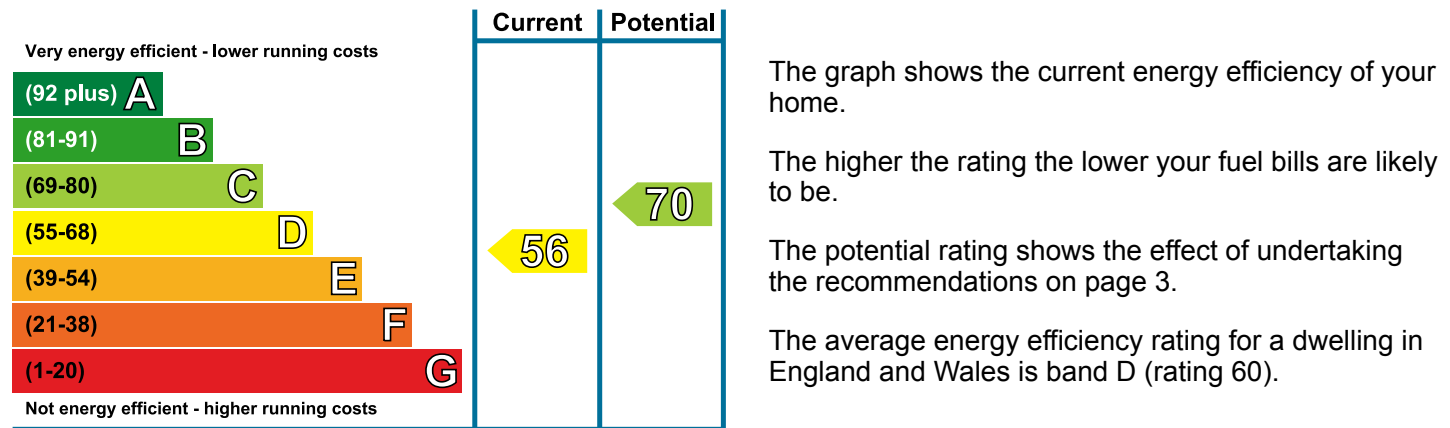 Current Potential
Very energy efficient - lower running costs
(92 plus) A
(81-91) B
(69-80) C
70
(55-68) D
56
(39-54) E
(21-38) F
(1-20) G
Not energy efficient - higher running costs
The graph shows the current energy efficiency of your
home.
The higher the rating the lower your fuel bills are likely
to be.
The potential rating shows the effect of undertaking
the recommendations on page 3.
The average energy efficiency rating for a dwelling in
England and Wales is band D (rating 60).